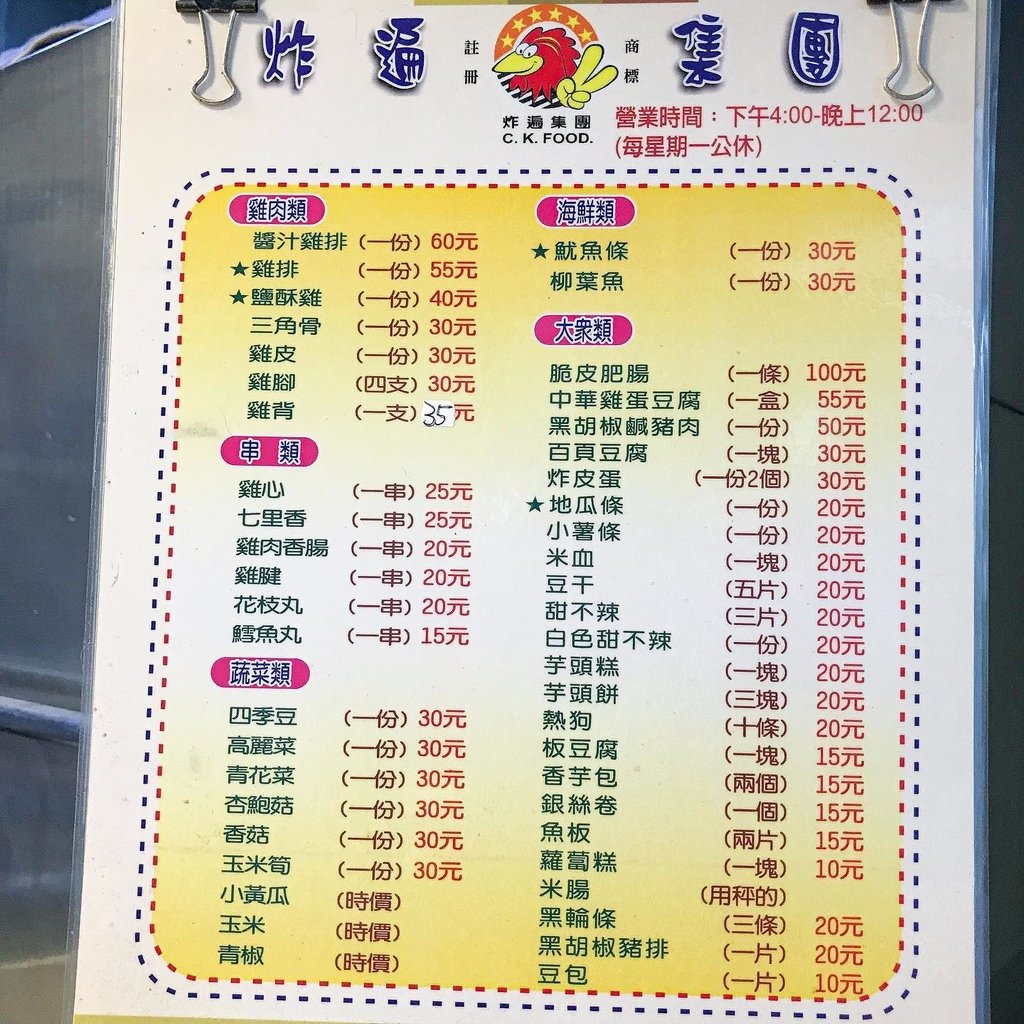 炸遍集團
註冊商標
炸遍集團
C. K. FOOD.
營業時間：下午4:00-晚上12:00
(每星期一公休)
雞肉類
醬汁雞排 (一份) 60元
★雞排 (一份) 55元
★鹽酥雞 (一份) 40元
三角骨 (一份) 30元
雞皮 (一份) 30元
雞腳 (四支) 30元
雞背 (一支) 35元
串 類
雞心 (一串) 25元
七里香 (一串) 25元
雞肉香腸 (一串) 20元
雞腱 (一串) 20元
花枝丸 (一串) 20元
鱈魚丸 (一串) 15元
蔬菜類
四季豆 (一份) 30元
高麗菜 (一份) 30元
青花菜 (一份) 30元
杏鮑菇 (一份) 30元
香菇 (一份) 30元
玉米筍 (一份) 30元
小黃瓜 (時價)
玉米 (時價)
青椒 (時價)
海鮮類
★魷魚條 (一份) 30元
柳葉魚 (一份) 30元
大衆類
脆皮肥腸 (一條) 100元
中華雞蛋豆腐 (一盒) 55元
黑胡椒鹹豬肉 (一份) 50元
百頁豆腐 (一塊) 30元
炸皮蛋 (一份2個) 30元
★地瓜條 (一份) 20元
小薯條 (一份) 20元
米血 (一塊) 20元
豆干 (五片) 20元
甜不辣 (三片) 20元
白色甜不辣 (一份) 20元
芋頭糕 (一塊) 20元
芋頭餅 (三塊) 20元
熱狗 (十條) 20元
板豆腐 (一塊) 15元
香芋包 (兩個) 15元
銀絲卷 (一個) 15元
魚板 (兩片) 15元
蘿蔔糕 (一塊) 10元
米腸 (用秤的)
黑輪條 (三條) 20元
黑胡椒豬排 (一片) 20元
豆包 (一片) 10元